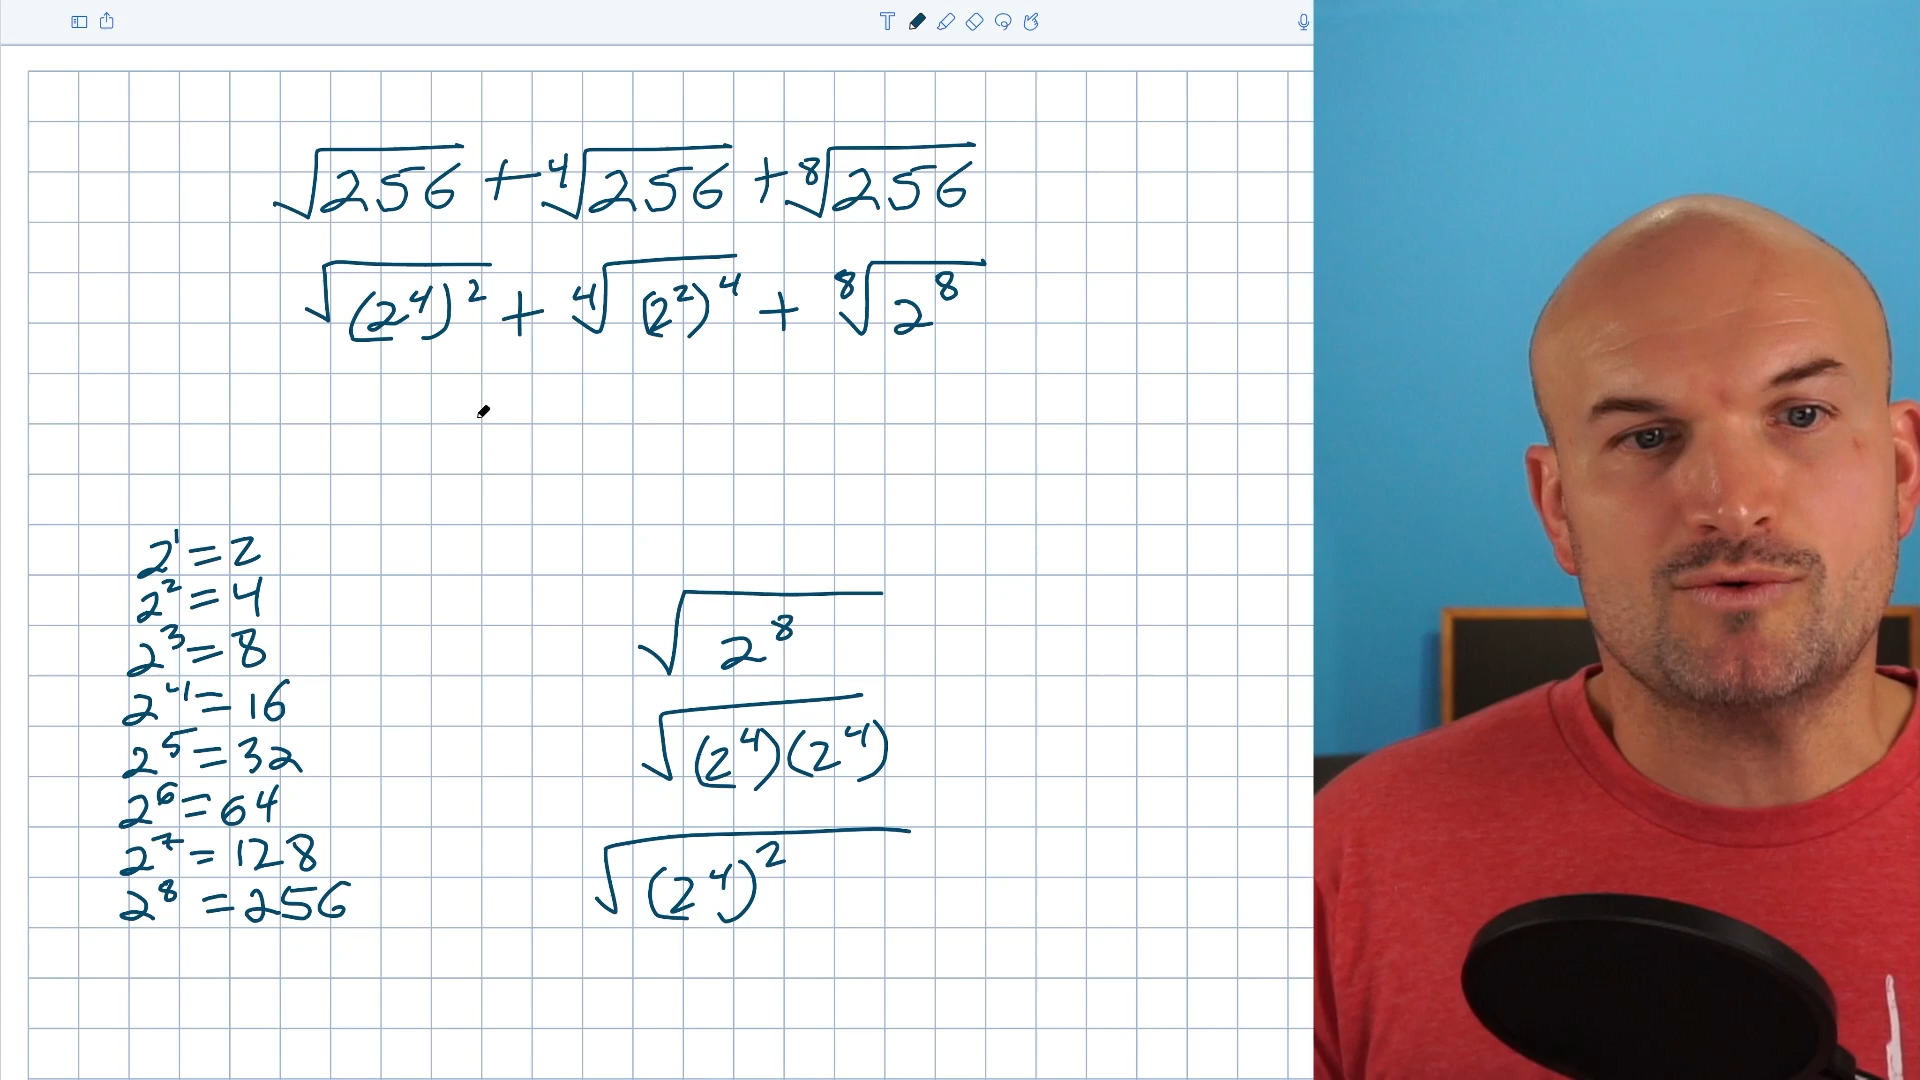 √256 + ⁴√256 + ⁸√256
√(2⁴)² + ⁴√(2²)⁴ + ⁸√2⁸
2¹ = 2
2² = 4
2³ = 8
2⁴ = 16
2⁵ = 32
2⁶ = 64
2⁷ = 128
2⁸ = 256
√2⁸
√(2⁴)(2⁴)
√(2⁴)²